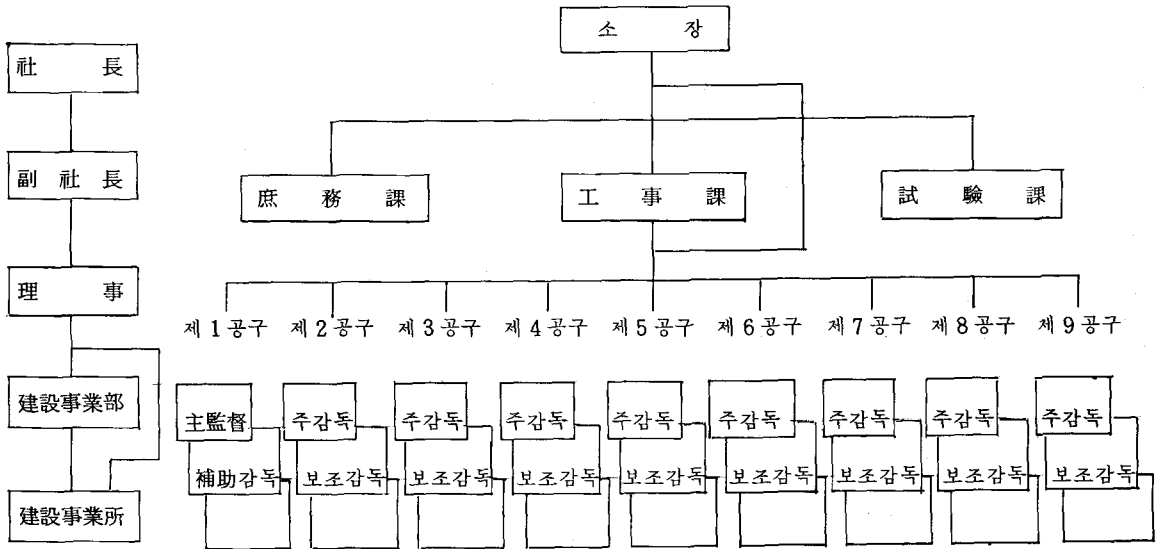 社長
副社長
理事
建設事業部
建設事業所
소장
庶務課
工事課
試驗課
제1공구 제2공구 제3공구 제4공구 제5공구 제6공구 제7공구 제8공구 제9공구
主監督 주감독 주감독 주감독 주감독 주감독 주감독 주감독 주감독
補助감독 보조감독 보조감독 보조감독 보조감독 보조감독 보조감독 보조감독 보조감독